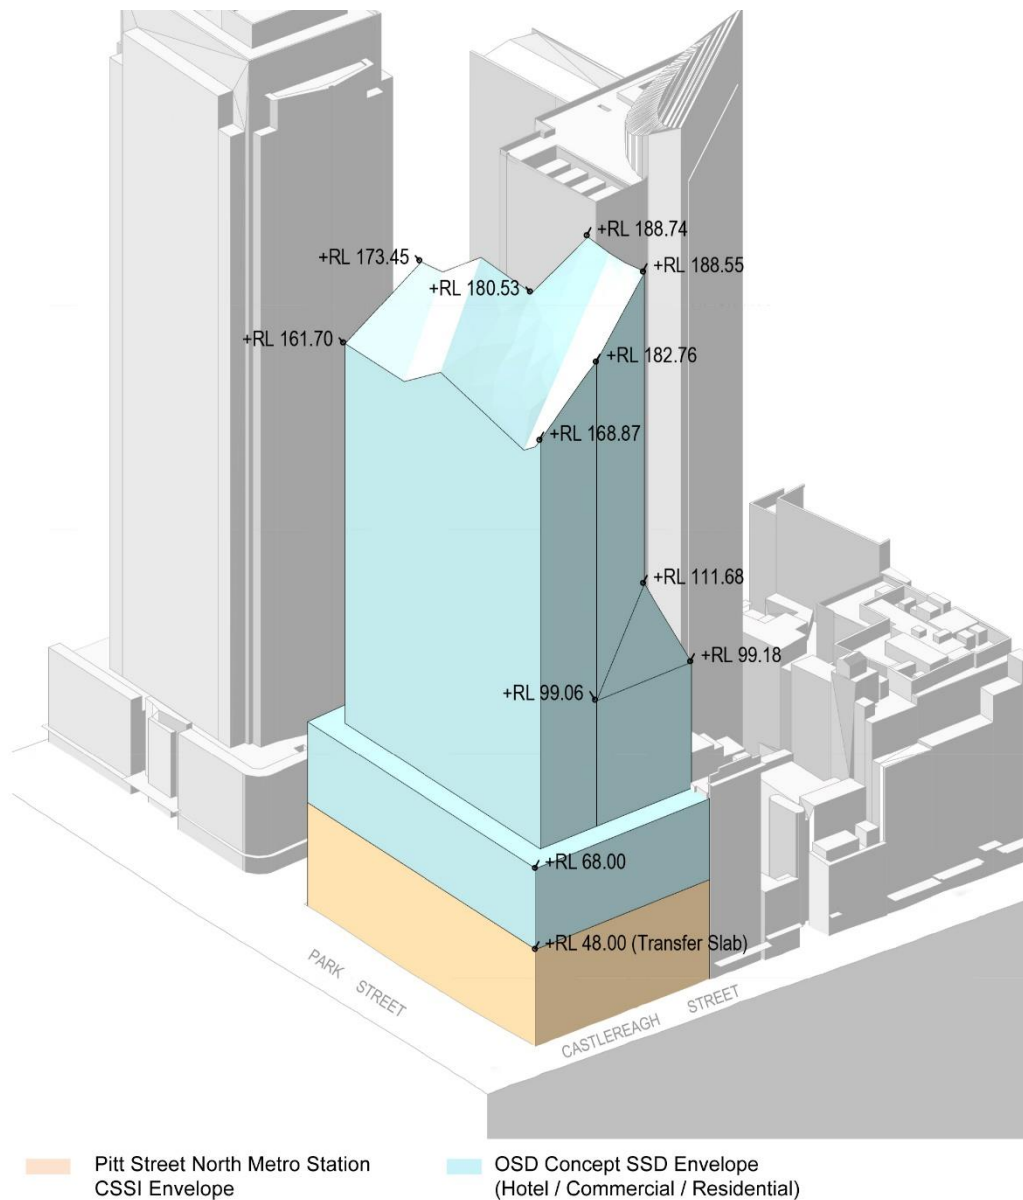 +RL 188.74
+RL 173.45
+RL 188.55
+RL 180.53
+RL 161.70
+RL 182.76
+RL 168.87
+RL 111.68
+RL 99.18
+RL 99.06
+RL 68.00
+RL 48.00 (Transfer Slab)
PARK STREET
CASTLEREAGH STREET
Pitt Street North Metro Station
CSSI Envelope
OSD Concept SSD Envelope
(Hotel / Commercial / Residential)